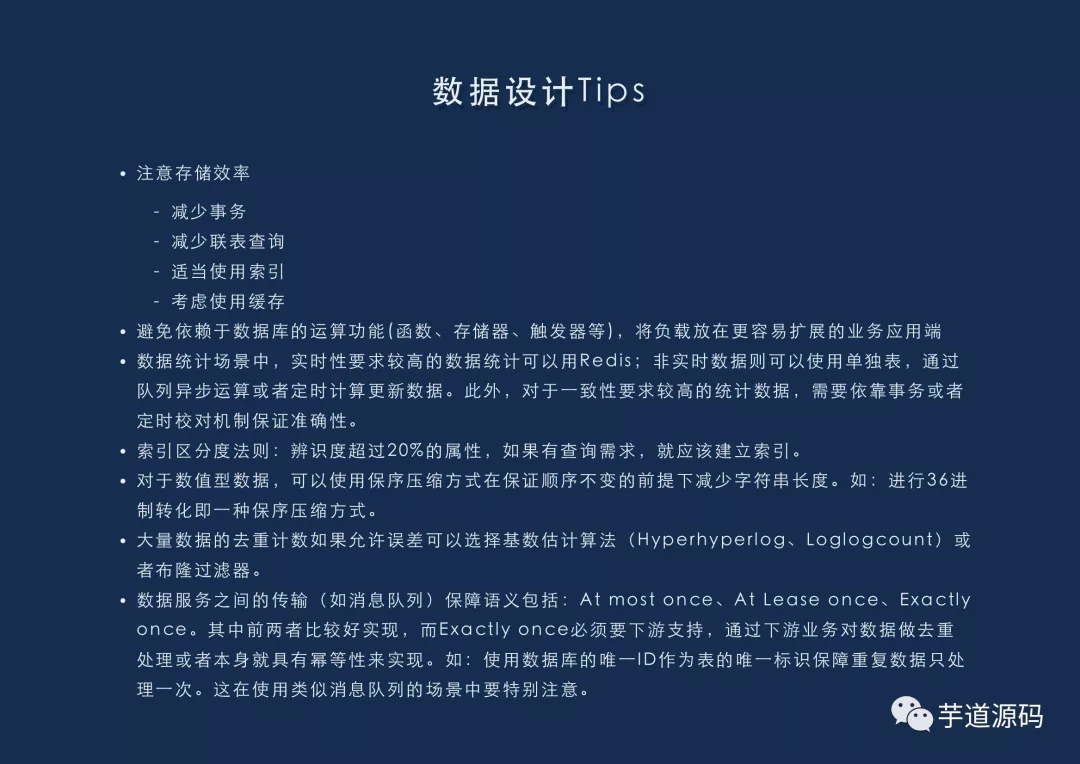 数据设计Tips
• 注意存储效率
- 减少事务
- 减少联表查询
- 适当使用索引
- 考虑使用缓存
• 避免依赖于数据库的运算功能(函数、存储器、触发器等)，将负载放在更容易扩展的业务应用端
• 数据统计场景中，实时性要求较高的数据统计可以用Redis；非实时数据则可以使用单独表，通过
队列异步运算或者定时计算更新数据。此外，对于一致性要求较高的统计数据，需要依靠事务或者
定时校对机制保证准确性。
• 索引区分度法则：辨识度超过20%的属性，如果有查询需求，就应该建立索引。
• 对于数值型数据，可以使用保序压缩方式在保证顺序不变的前提下减少字符串长度。如：进行36进
制转化即一种保序压缩方式。
• 大量数据的去重计数如果允许误差可以选择基数估计算法（Hyperhyperlog、Loglogcount）或
者布隆过滤器。
• 数据服务之间的传输（如消息队列）保障语义包括：At most once、At Lease once、Exactly
once。其中前两者比较好实现，而Exactly once必须要下游支持，通过下游业务对数据做去重
处理或者本身就具有幂等性来实现。如：使用数据库的唯一ID作为表的唯一标识保障重复数据只处
理一次。这在使用类似消息队列的场景中要特别注意。
芋道源码